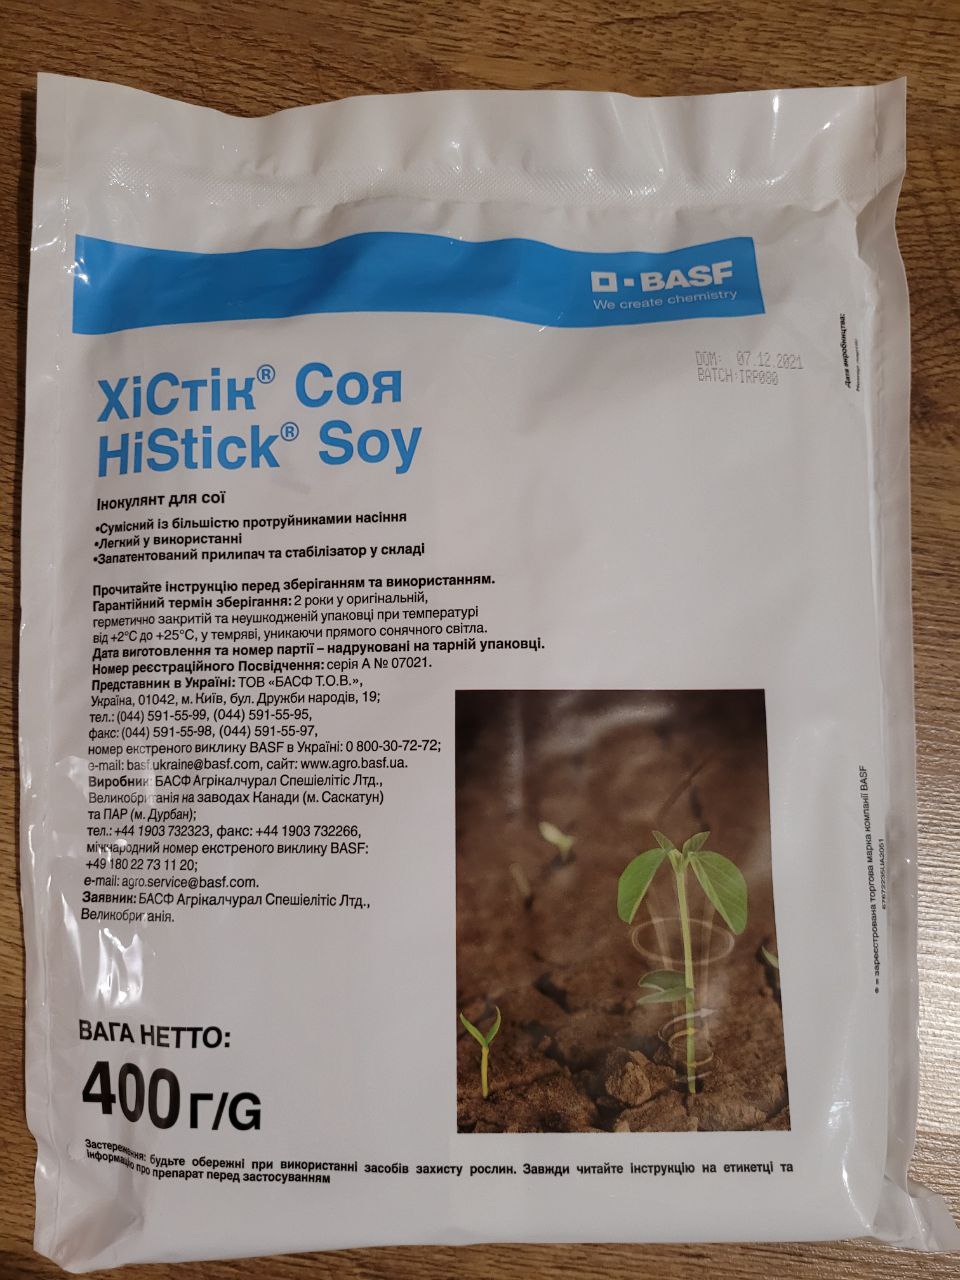 BASF
We create chemistry
DOM: 07.12.2021
BATCH:IRP080
Дата виробництва:
ХіСтік® Соя
HiStick® Soy
Інокулянт для сої
•Сумісний із більшістю протруйниками насіння
•Легкий у використанні
•Запатентований прилипач та стабілізатор у складі
Прочитайте інструкцію перед зберіганням та використанням.
Гарантійний термін зберігання: 2 роки у оригінальній,
герметично закритій та неушкодженій упаковці при температурі
від +2°C до +25°C, у темряві, уникаючи прямого сонячного світла.
Дата виготовлення та номер партії – надруковані на тарній упаковці.
Номер реєстраційного Посвідчення: серія А № 07021.
Представник в Україні: ТОВ «БАСФ Т.О.В.»,
Україна, 01042, м. Київ, бул. Дружби народів, 19;
тел.: (044) 591-55-99, (044) 591-55-95,
факс: (044) 591-55-98, (044) 591-55-97,
номер екстреного виклику BASF в Україні: 0 800-30-72-72;
e-mail: basf.ukraine@basf.com, сайт: www.agro.basf.ua.
Виробник: БАСФ Агрікалчурал Спешіелітіс Лтд.,
Великобританія на заводах Канади (м. Саскатун)
та ПАР (м. Дурбан);
тел.: +44 1903 732323, факс: +44 1903 732266,
міжнародний номер екстреного виклику BASF:
+49 180 22 73 11 20;
e-mail: agro.service@basf.com.
Заявник: БАСФ Агрікалчурал Спешіелітіс Лтд.,
Великобританія.
® = зареєстрована торгова марка компанії BASF
ВАГА НЕТТО:
400 Г/G
Застереження: будьте обережні при використанні засобів захисту рослин. Завжди читайте інструкцію на етикетці та
інформацію про препарат перед застосуванням